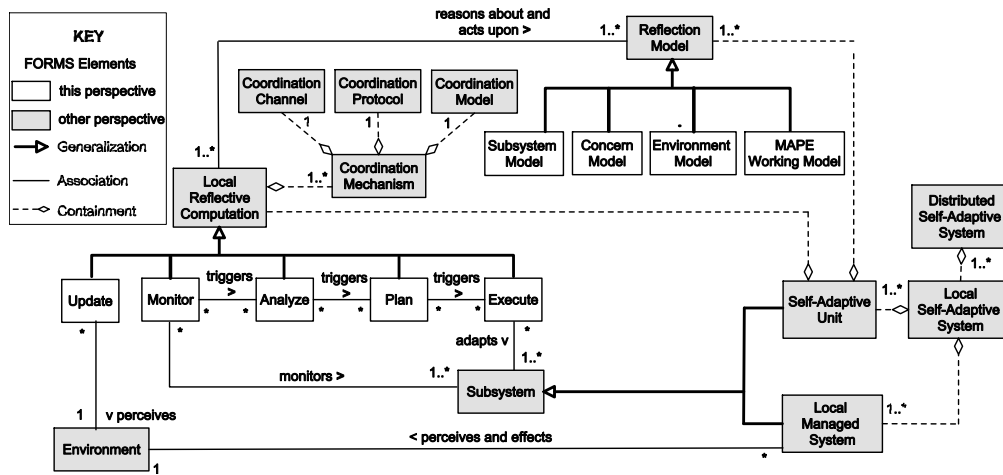 KEY
FORMS Elements
this perspective
other perspective
Generalization
Association
Containment
reasons about and
acts upon >
1..*
Reflection
Model
1..*
Coordination
Channel
Coordination
Protocol
Coordination
Model
1
1
1
Subsystem
Model
Concern
Model
Environment
Model
MAPE
Working Model
1..*
Local
Reflective
Computation
1..*
Coordination
Mechanism
Distributed
Self-Adaptive
System
1..*
Update
*
Monitor
*
*
triggers
>
*
Analyze
*
triggers
>
*
Plan
*
triggers
>
*
Execute
*
Self-Adaptive
Unit
1..*
Local
Self-Adaptive
System
adapts v
1..*
monitors >
1..*
Subsystem
1
v perceives
Environment
1
< perceives and effects
*
Local
Managed
System
1..*